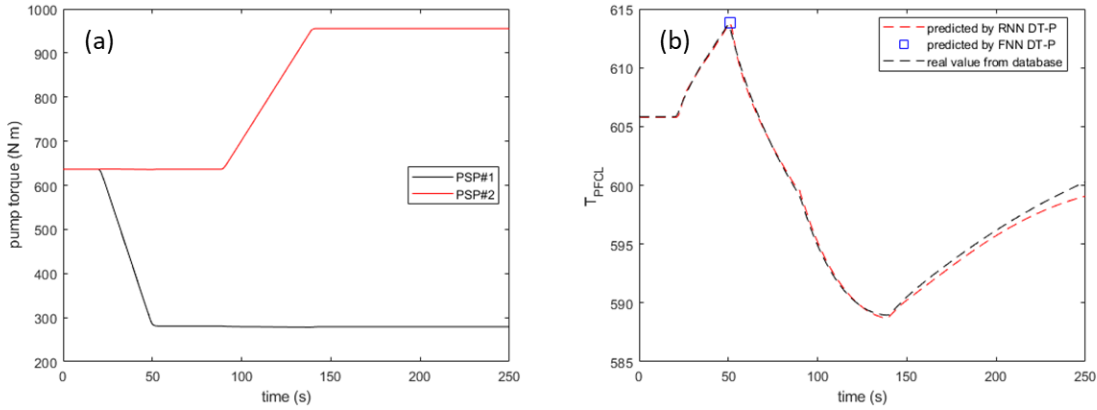 (a)
1000
900
800
700
600
500
400
300
200
pump torque (N m)
0 50 100 150 200 250
time (s)
PSP#1
PSP#2
(b)
615
610
605
600
595
590
585
T_PFCL
0 50 100 150 200 250
time (s)
predicted by RNN DT-P
predicted by FNN DT-P
real value from database